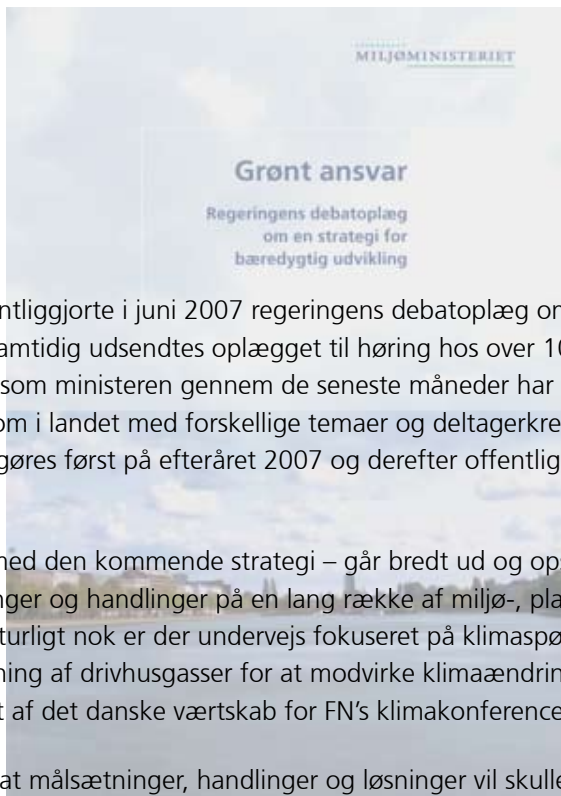 MILJØMINISTERIET
Grønt ansvar
Regeringens debatoplæg
om en strategi for
bæredygtig udvikling
ntliggjorte i juni 2007 regeringens debatoplæg on
amtidig udsendtes oplægget til høring hos over 10
som ministeren gennem de seneste måneder har
om i landet med forskellige temaer og deltagerkre
gøres først på efteråret 2007 og derefter offentlig
ned den kommende strategi – går bredt ud og ops
nger og handlinger på en lang række af miljø-, pla
turligt nok er der undervejs fokuseret på klimaspø
ning af drivhusgasser for at modvirke klimaændrin
t af det danske værtskab for FN's klimakonference
at målsætninger, handlinger og løsninger vil skulle